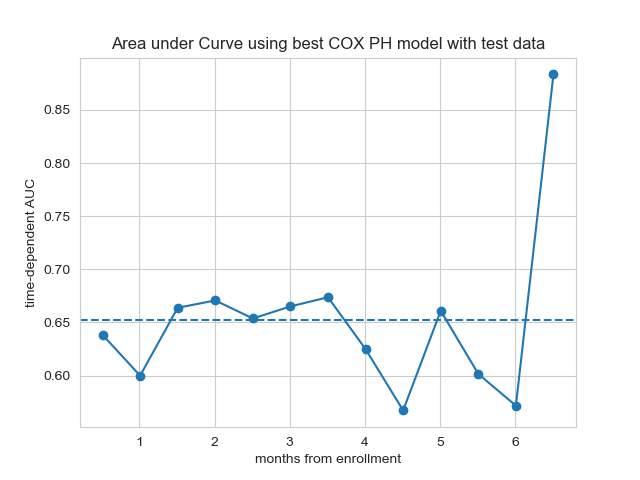 Area under Curve using best COX PH model with test data
time-dependent AUC
0.85
0.80
0.75
0.70
0.65
0.60
1 2 3 4 5 6
months from enrollment